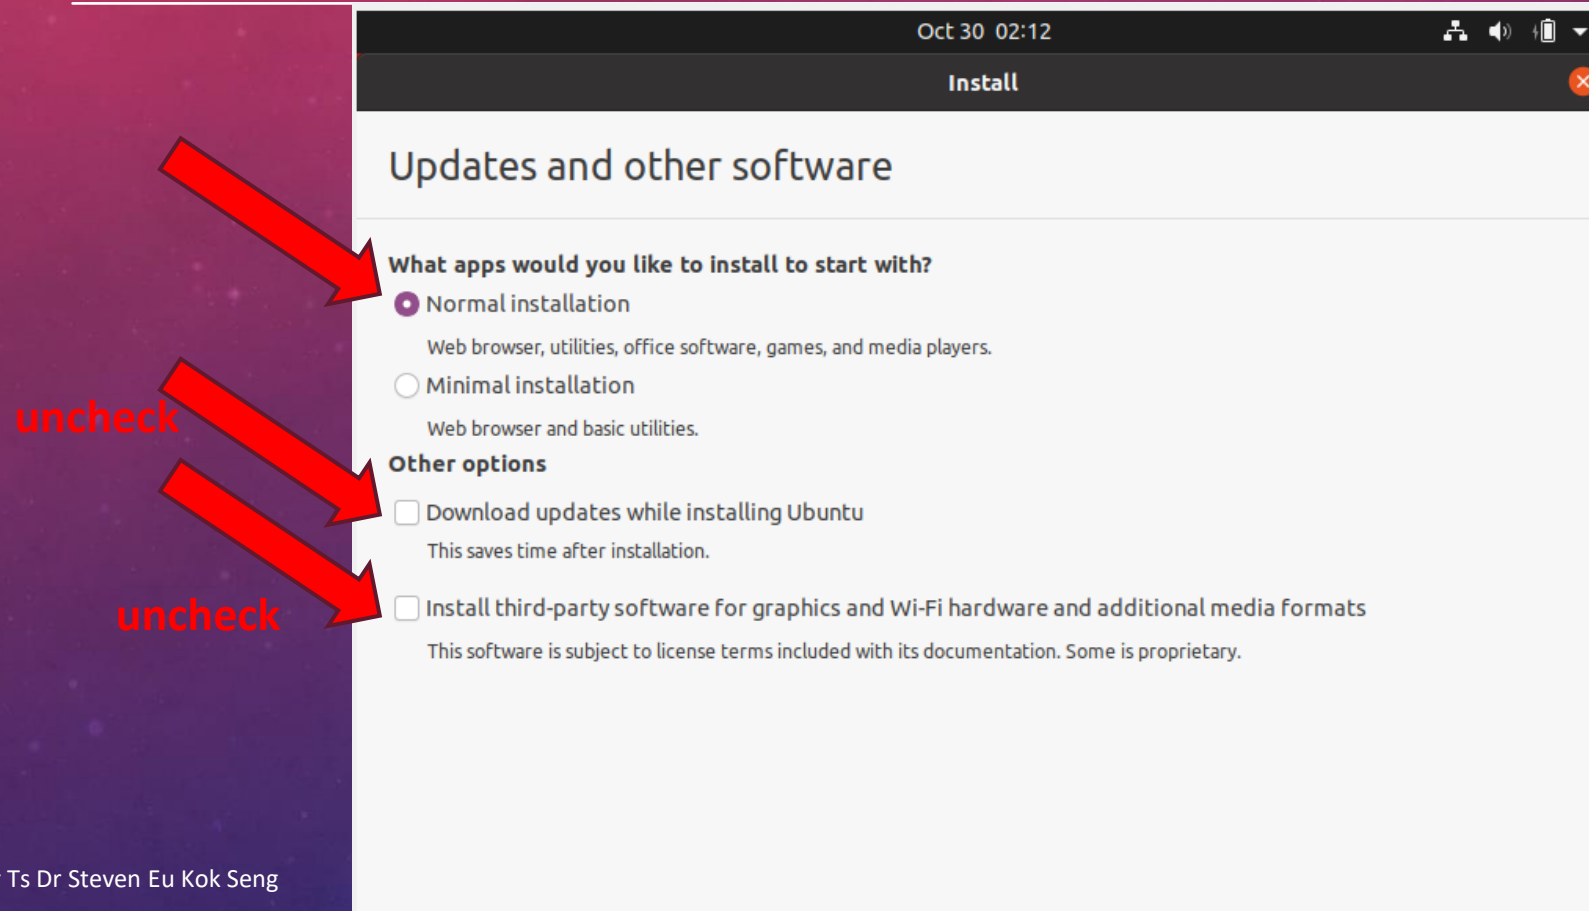 Oct 30 02:12
Install
Updates and other software
What apps would you like to install to start with?
Normal installation
Web browser, utilities, office software, games, and media players.
Minimal installation
uncheck
Web browser and basic utilities.
Other options
Download updates while installing Ubuntu
This saves time after installation.
uncheck
Install third-party software for graphics and Wi-Fi hardware and additional media formats
This software is subject to license terms included with its documentation. Some is proprietary.
Ts Dr Steven Eu Kok Seng